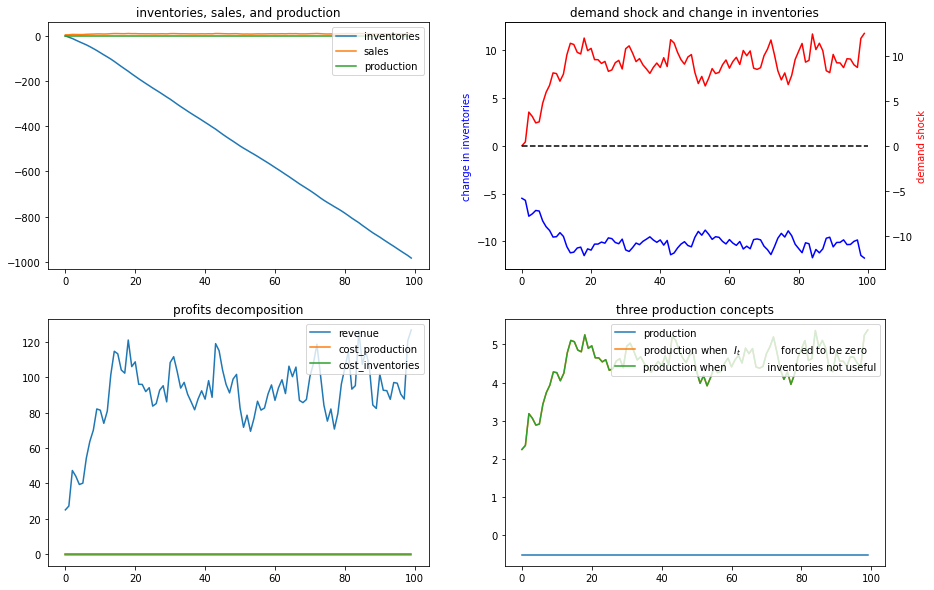 inventories, sales, and production
0
−200
−400
−600
−800
−1000
0 20 40 60 80 100
inventories
sales
production
demand shock and change in inventories
change in inventories
10
5
0
−5
−10
0 20 40 60 80 100
10
5
0
−5
−10
demand shock
profits decomposition
120
100
80
60
40
20
0
0 20 40 60 80 100
revenue
cost_production
cost_inventories
three production concepts
5
4
3
2
1
0
0 20 40 60 80 100
production
production when I_t forced to be zero
production when inventories not useful